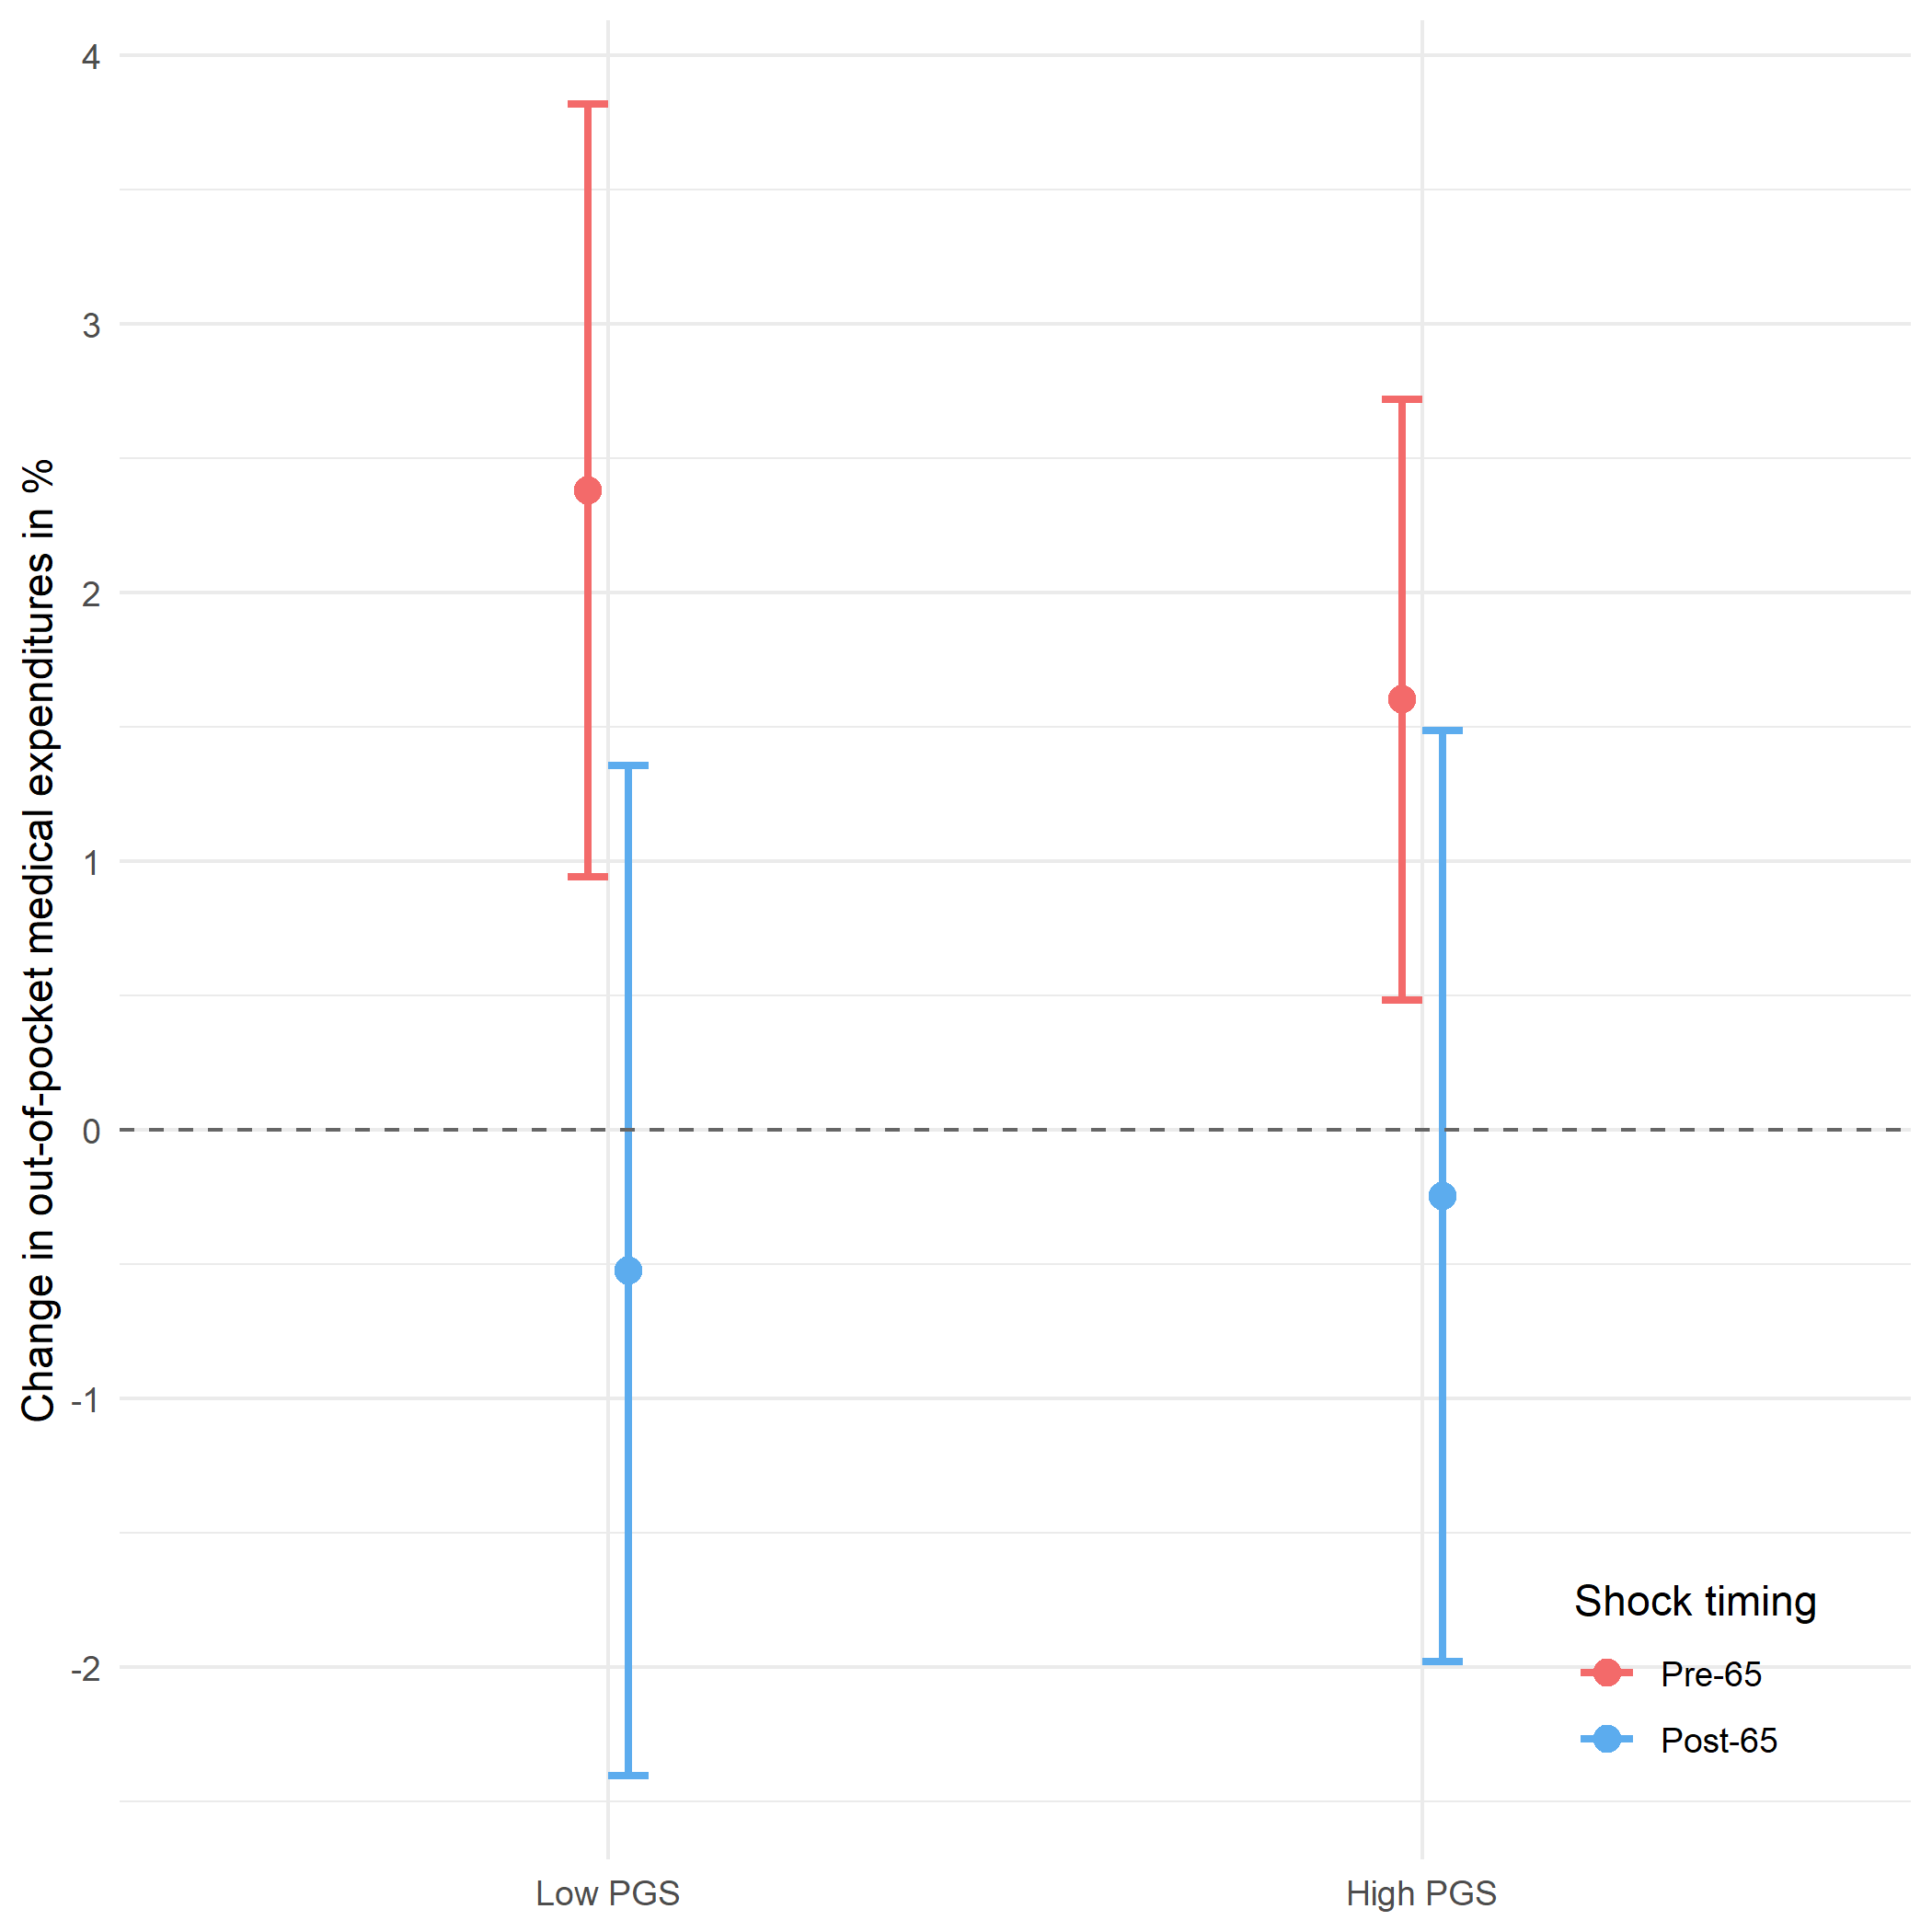 Change in out-of-pocket medical expenditures in %
4
3
2
1
0
-1
-2
Low PGS
High PGS
Shock timing
Pre-65
Post-65